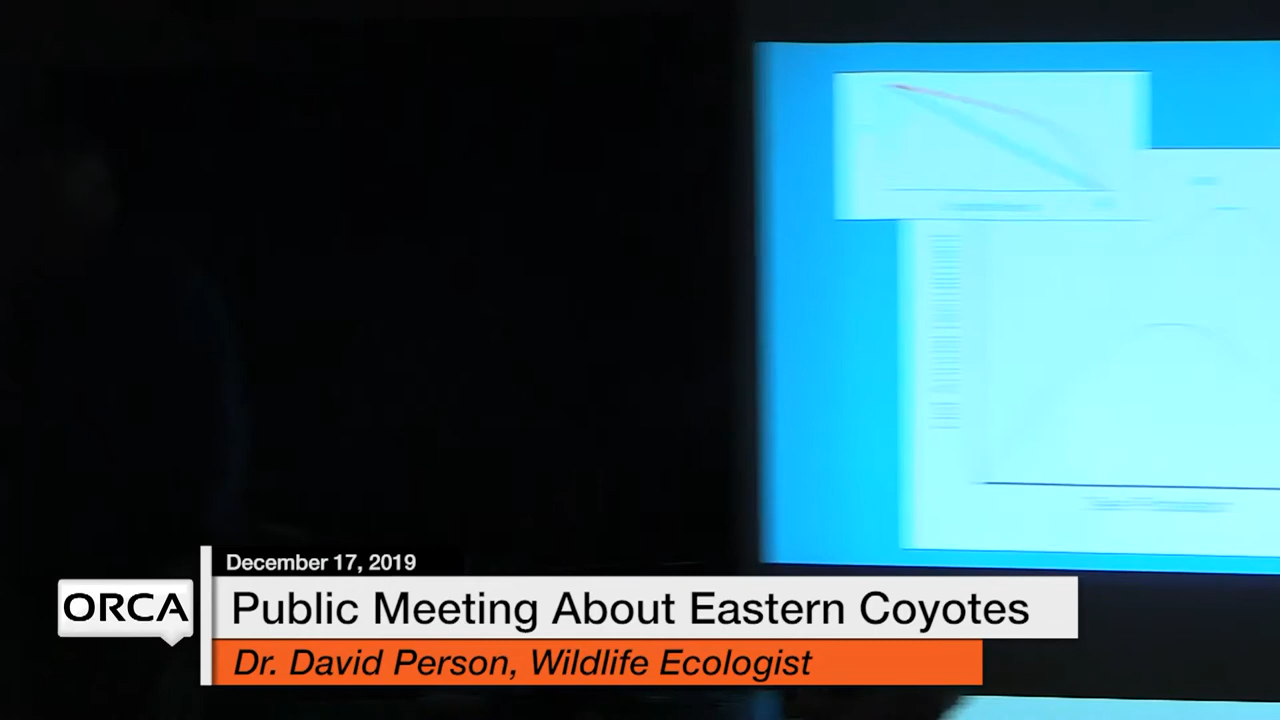 December 17, 2019
ORCA
Public Meeting About Eastern Coyotes
Dr. David Person, Wildlife Ecologist